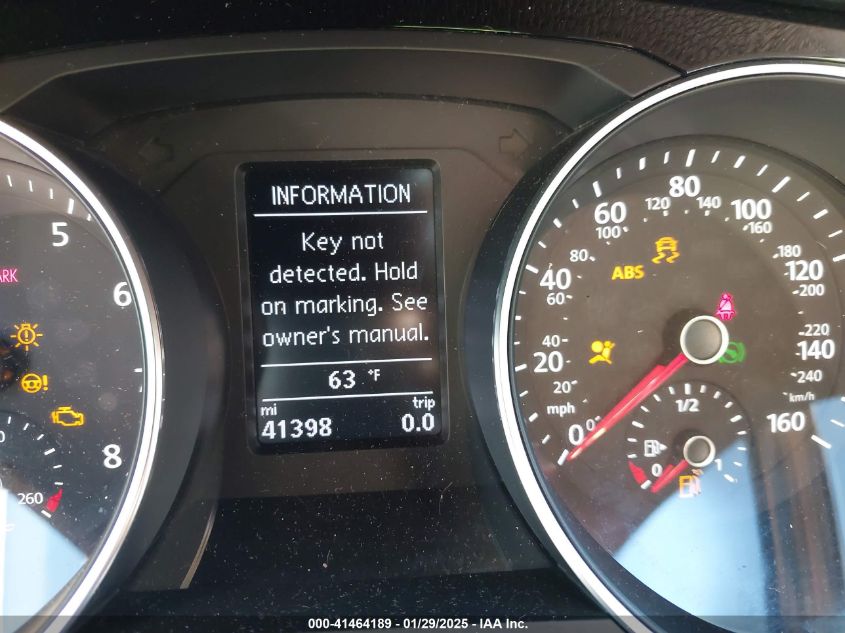 INFORMATION
Key not
detected. Hold
on marking. See
owner's manual.
63 °F
mi trip
41398 0.0
5
6
8
260
ARK
0
20
40
60
80
100
120
140
160
20
40
60
80
100
120
140
160
180
200
220
240
mph
km/h
0
ABS
1/2
0
1
000-41464189 - 01/29/2025 - IAA Inc.